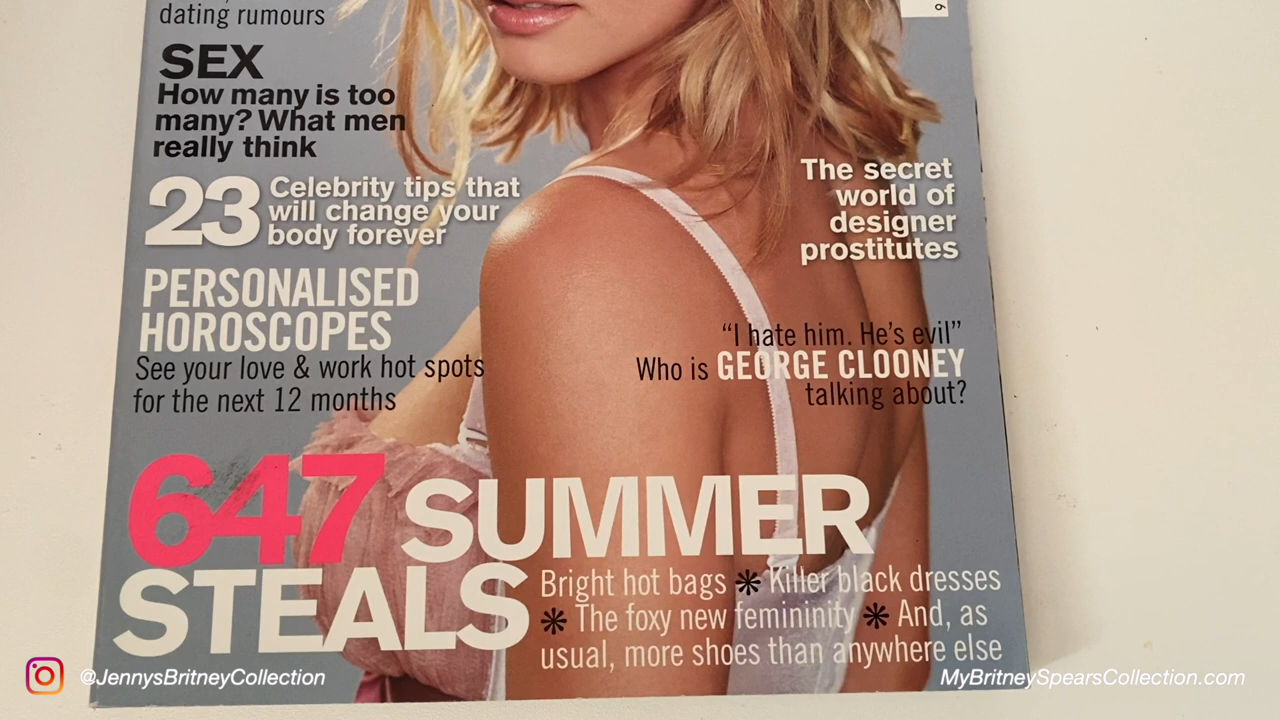 dating rumours
SEX
How many is too
many? What men
really think
23 Celebrity tips that
will change your
body forever
PERSONALISED
HOROSCOPES
See your love & work hot spots
for the next 12 months
The secret
world of
designer
prostitutes
“I hate him. He’s evil”
Who is GEORGE CLOONEY
talking about?
647 SUMMER
STEALS
Bright hot bags * Killer black dresses
* The foxy new femininity * And, as
usual, more shoes than anywhere else
9
@JennysBritneyCollection
MyBritneySpearsCollection.com